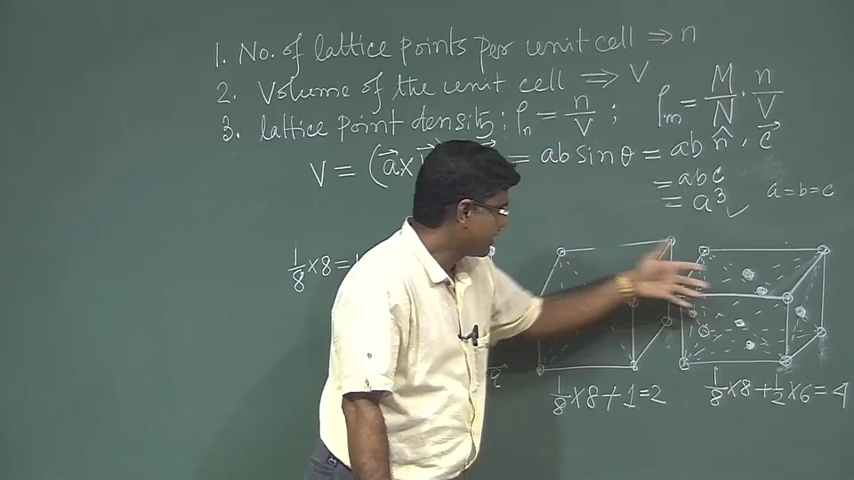 1. No. of lattice points per unit cell ⇒ n
2. Volume of the unit cell ⇒ V
3. lattice point density: ρn = n/V ; ρm = M/N · n/V
V = (a⃗ × = ab sin θ = ab n̂ · c⃗
= abc
= a³ ✓ a = b = c
1/8 × 8 =
1/8 × 8 + 1 = 2
1/8 × 8 + 1/2 × 6 = 4